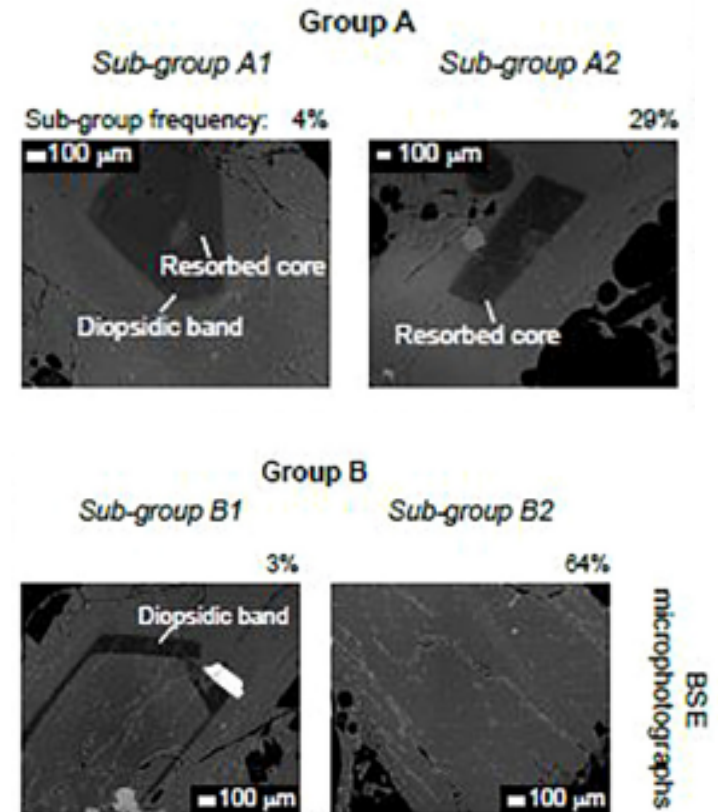 Group A
Sub-group A1
Sub-group A2
Sub-group frequency: 4%
29%
100 µm
100 µm
Resorbed core
Diopsidic band
Resorbed core
Group B
Sub-group B1
Sub-group B2
3%
64%
Diopsidic band
BSE
microphotographs
100 µm
100 µm